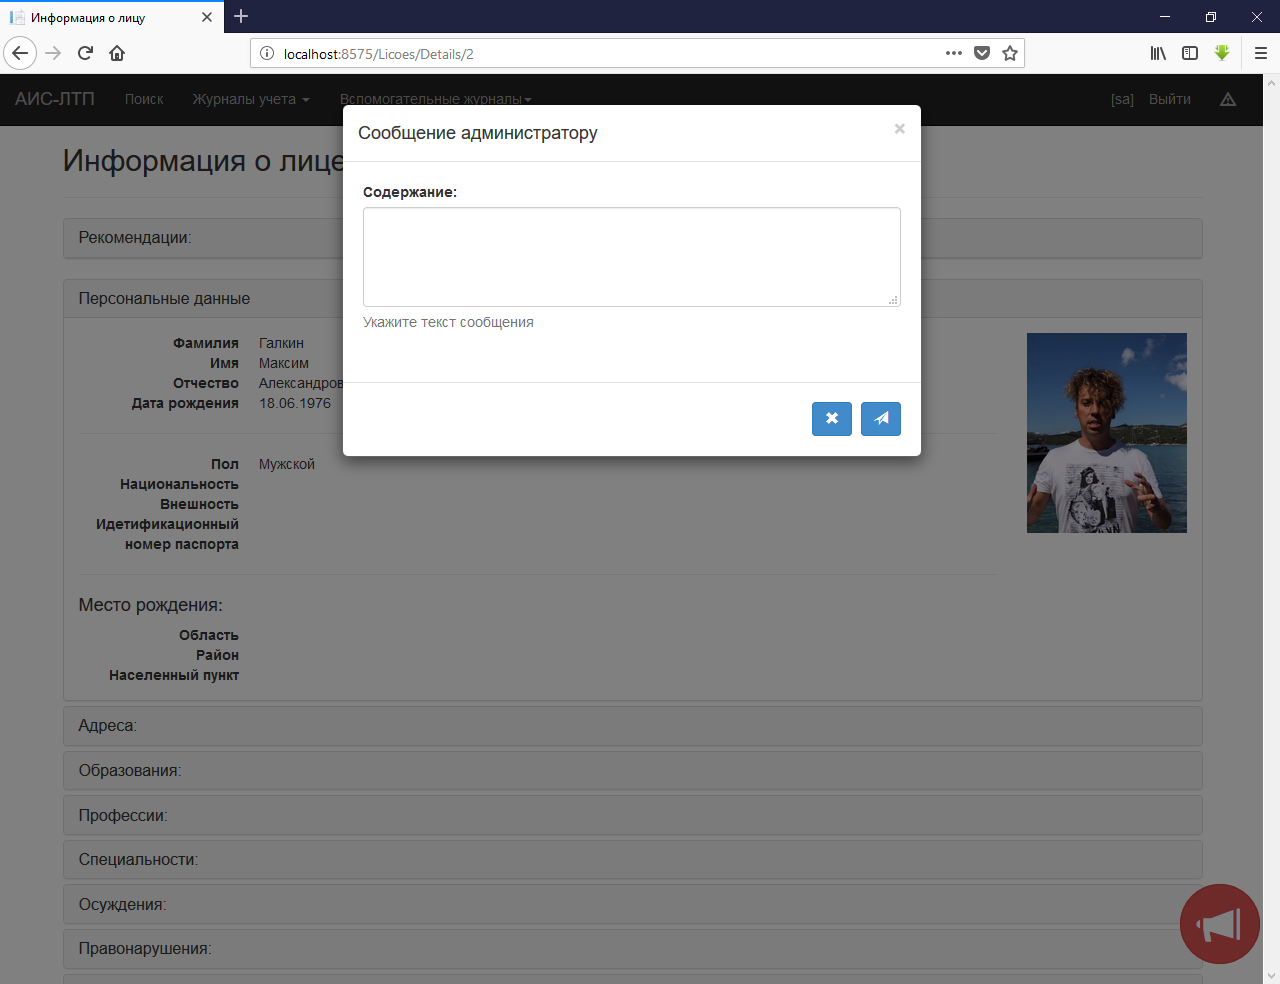 Информация о лицу
localhost:8575/Licoes/Details/2
АИС-ЛТП Поиск Журналы учета Вспомогательные журналы [sa] Выйти
Сообщение администратору ×
Информация о лице
Содержание:
Рекомендации:
Персональные данные
Укажите текст сообщения
Фамилия Галкин
Имя Максим
Отчество Александров
Дата рождения 18.06.1976
Пол Мужской
Национальность
Внешность
Идетификационный
номер паспорта
Место рождения:
Область
Район
Населенный пункт
Адреса:
Образования:
Профессии:
Специальности:
Осуждения:
Правонарушения: